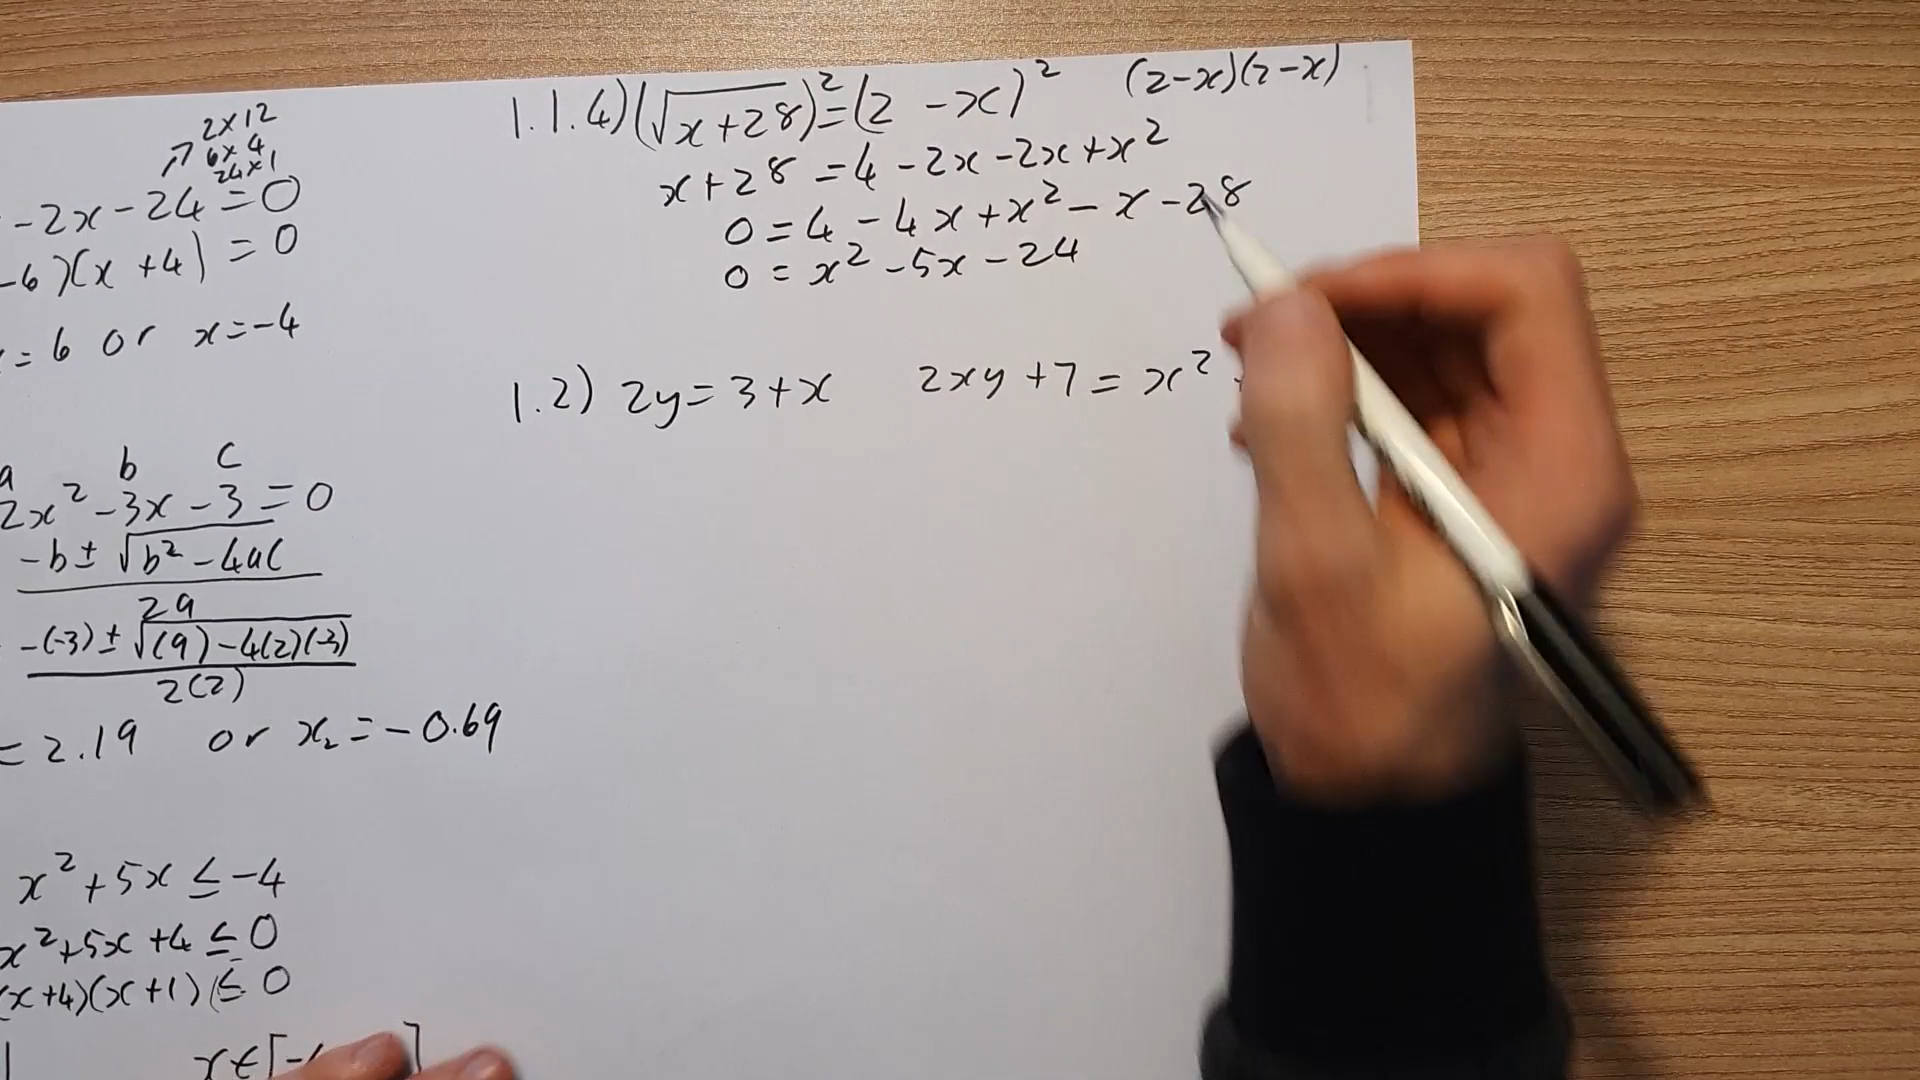 2×12
6×4
24×1
-2x-24=0
-6)(x+4)=0
=6 or x=-4
a b c
2x²-3x-3=0
-b±√b²-4ac
2a
-(-3)±√(9)-4(2)(-3)
2(2)
=2.19 or x₂=-0.69
x²+5x≤-4
x²+5x+4≤0
(x+4)(x+1)≤0
x∈[-4 ]
1.1.4)(√x+28)²=(2-x)² (2-x)(2-x)
x+28=4-2x-2x+x²
0=4-4x+x²-x-28
0=x²-5x-24
1.2) 2y=3+x 2xy+7=x²